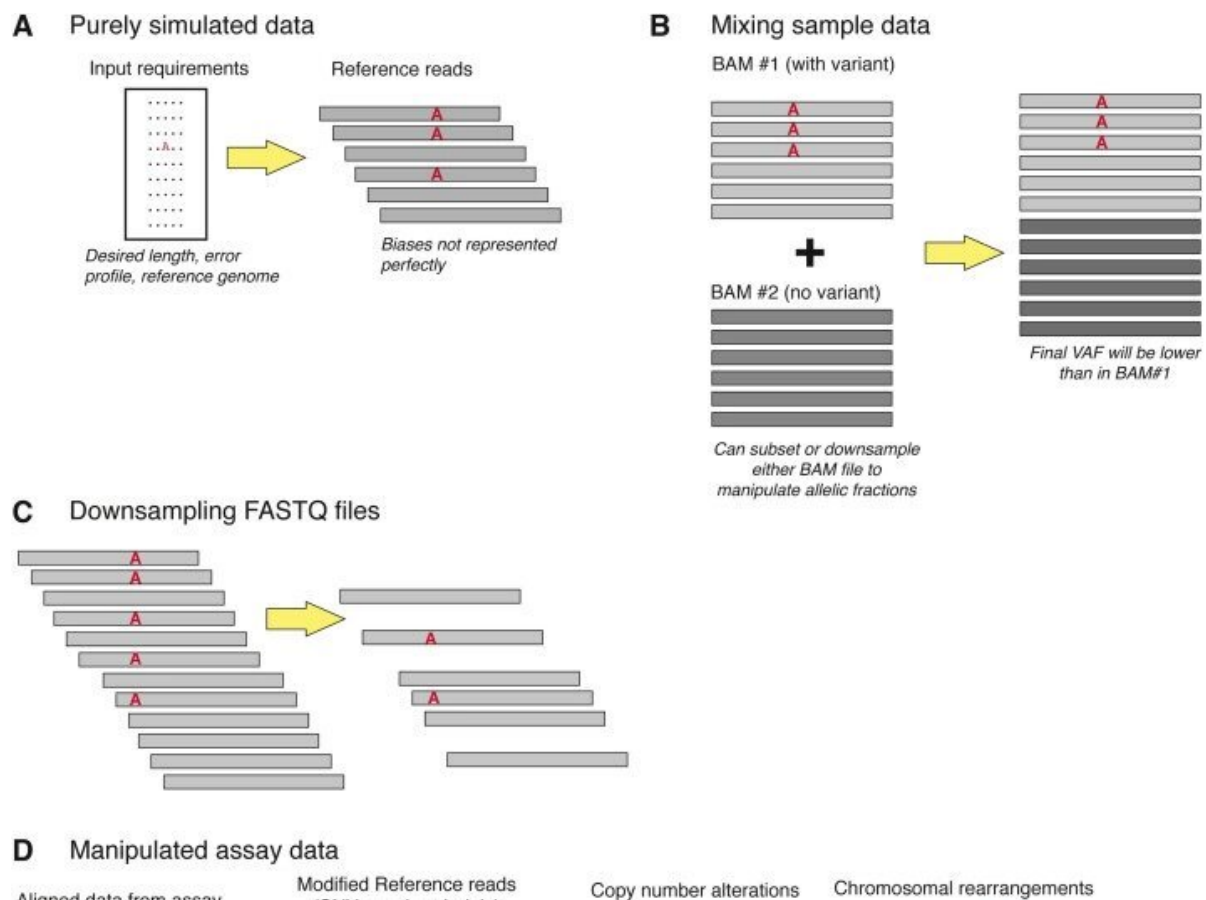 A Purely simulated data
Input requirements
Reference reads
A
A
A
A
Desired length, error
profile, reference genome
Biases not represented
perfectly
B Mixing sample data
BAM #1 (with variant)
A
A
A
+
BAM #2 (no variant)
Can subset or downsample
either BAM file to
manipulate allelic fractions
A
A
A
Final VAF will be lower
than in BAM#1
C Downsampling FASTQ files
A
A
A
A
A
A
A
D Manipulated assay data
Aligned data from assay
Modified Reference reads
Copy number alterations
Chromosomal rearrangements